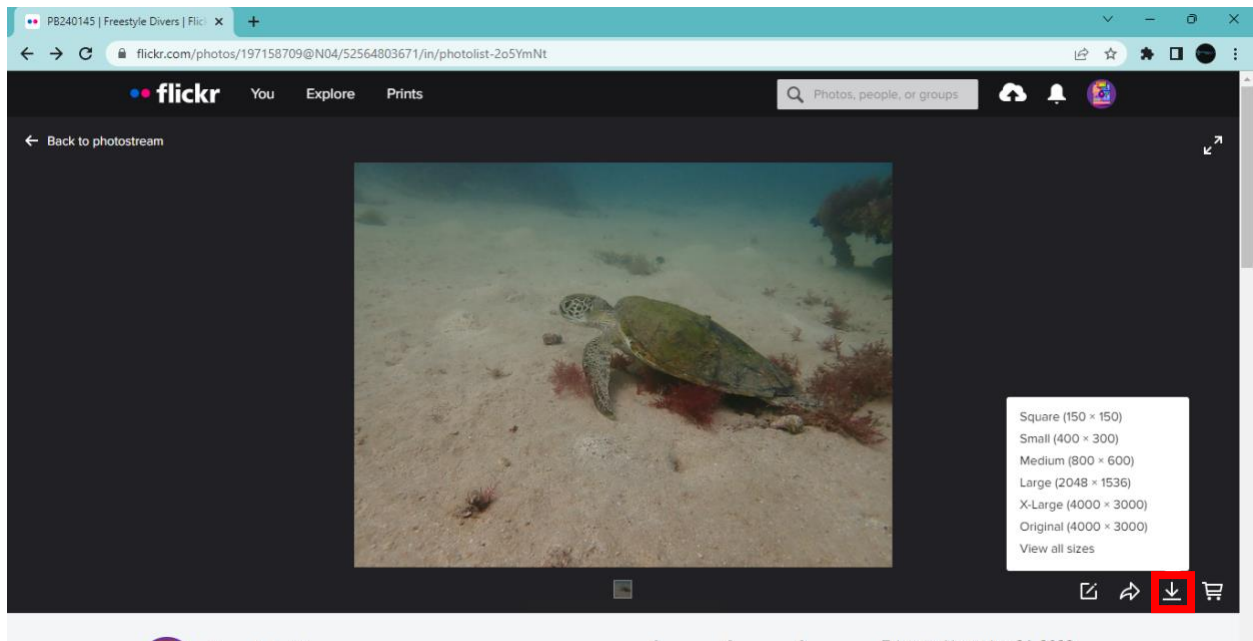 PB240145 | Freestyle Divers | Flic
flickr.com/photos/197158709@N04/52564803671/in/photolist-2o5YmNt
flickr You Explore Prints Photos, people, or groups
Back to photostream
Square (150 × 150)
Small (400 × 300)
Medium (800 × 600)
Large (2048 × 1536)
X-Large (4000 × 3000)
Original (4000 × 3000)
View all sizes